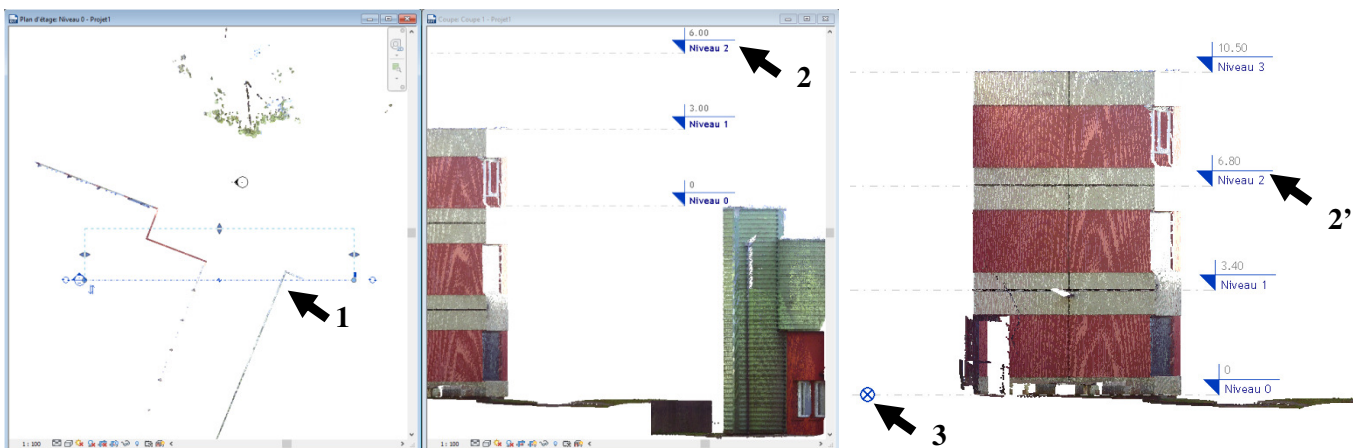 Plan d'étage: Niveau 0 - Projet1
1
1 : 100
Coupe: Coupe 1 - Projet1
6.00
Niveau 2
2
3.00
Niveau 1
0
Niveau 0
1 : 100
10.50
Niveau 3
6.80
Niveau 2
2’
3.40
Niveau 1
0
Niveau 0
3